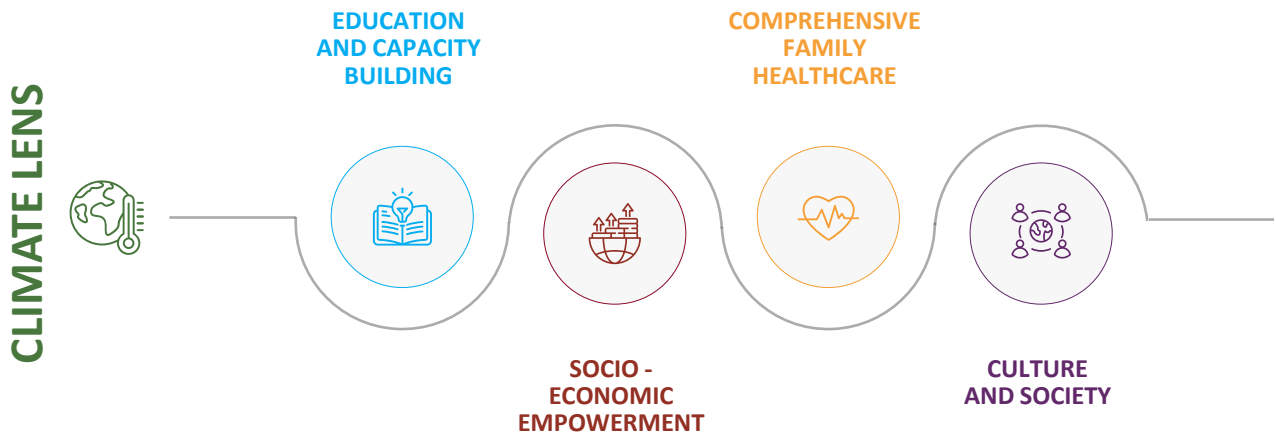 CLIMATE LENS
EDUCATION
AND CAPACITY
BUILDING
SOCIO -
ECONOMIC
EMPOWERMENT
COMPREHENSIVE
FAMILY
HEALTHCARE
CULTURE
AND SOCIETY